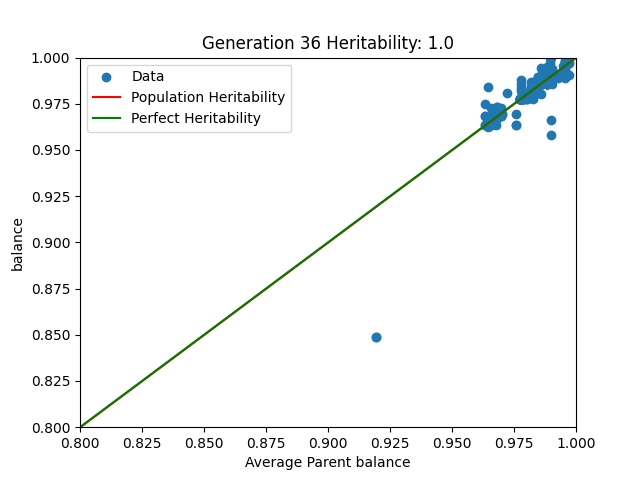 Generation 36 Heritability: 1.0
Data
Population Heritability
Perfect Heritability
balance
1.000
0.975
0.950
0.925
0.900
0.875
0.850
0.825
0.800
0.800 0.825 0.850 0.875 0.900 0.925 0.950 0.975 1.000
Average Parent balance